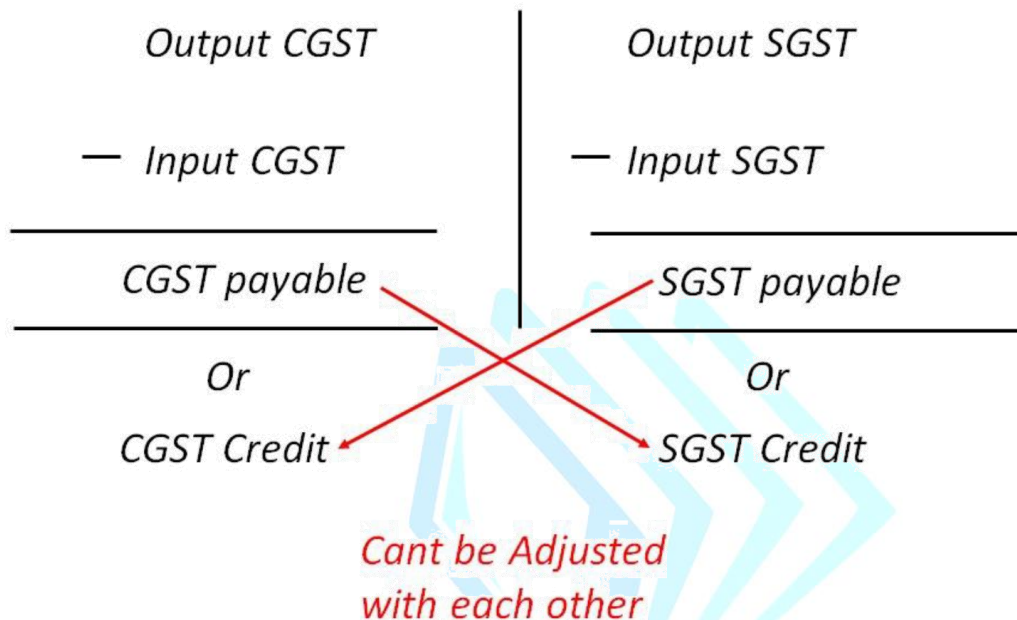 Output CGST
— Input CGST
CGST payable
Or
CGST Credit
Output SGST
— Input SGST
SGST payable
Or
SGST Credit
Cant be Adjusted
with each other